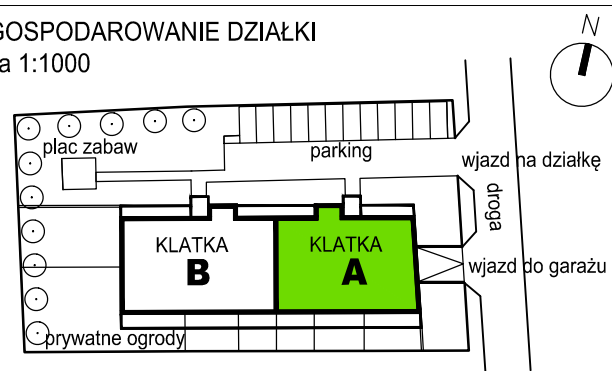 GOSPODAROWANIE DZIAŁKI
a 1:1000
N
plac zabaw
parking
wjazd na działkę
droga
KLATKA
B
KLATKA
A
wjazd do garażu
prywatne ogrody